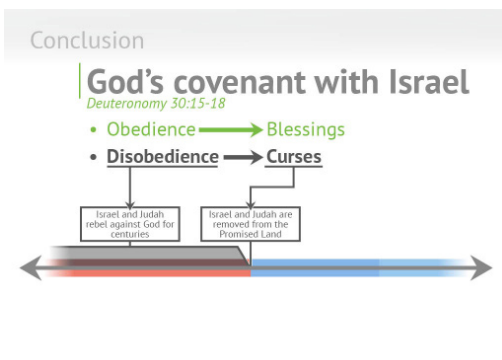 Conclusion
God's covenant with Israel
Deuteronomy 30:15-18
• Obedience Blessings
• Disobedience Curses
Israel and Judah
rebel against God for
centuries
Israel and Judah are
removed from the
Promised Land